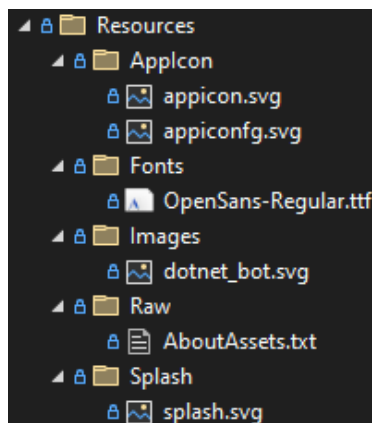 Resources
AppIcon
appicon.svg
appiconfg.svg
Fonts
OpenSans-Regular.ttf
Images
dotnet_bot.svg
Raw
AboutAssets.txt
Splash
splash.svg